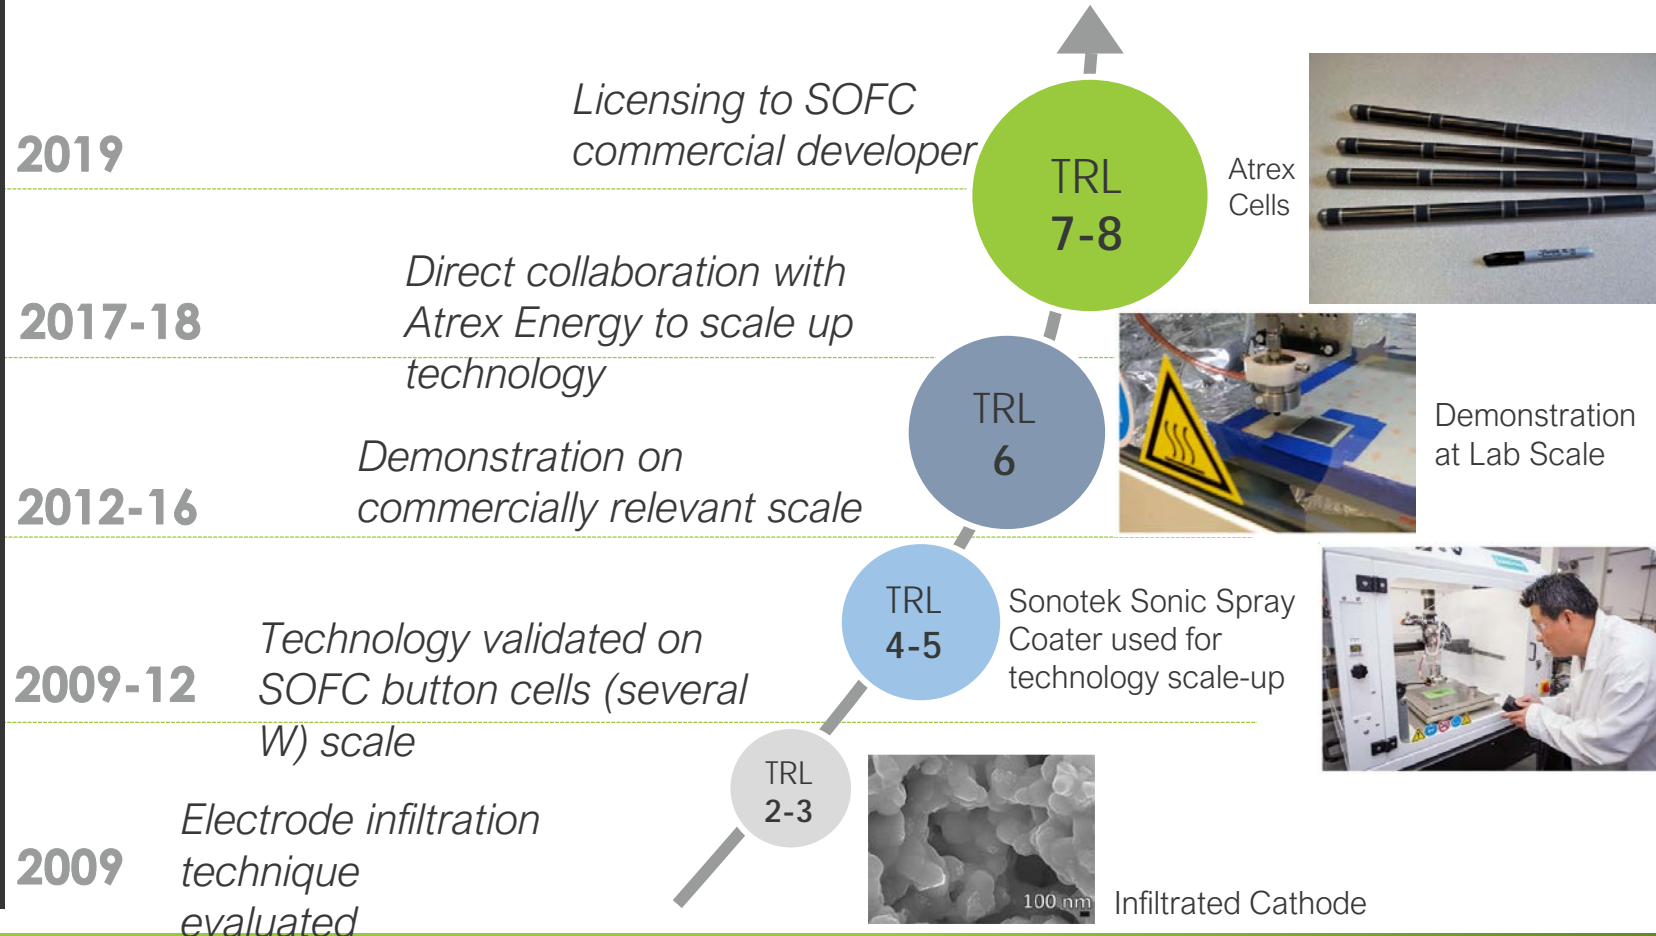 2019
Licensing to SOFC
commercial developer
TRL
7-8
Atrex
Cells
2017-18
Direct collaboration with
Atrex Energy to scale up
technology
TRL
6
Demonstration
at Lab Scale
2012-16
Demonstration on
commercially relevant scale
TRL
4-5
Sonotek Sonic Spray
Coater used for
technology scale-up
2009-12
Technology validated on
SOFC button cells (several
W) scale
TRL
2-3
2009
Electrode infiltration
technique
evaluated
100 nm
Infiltrated Cathode